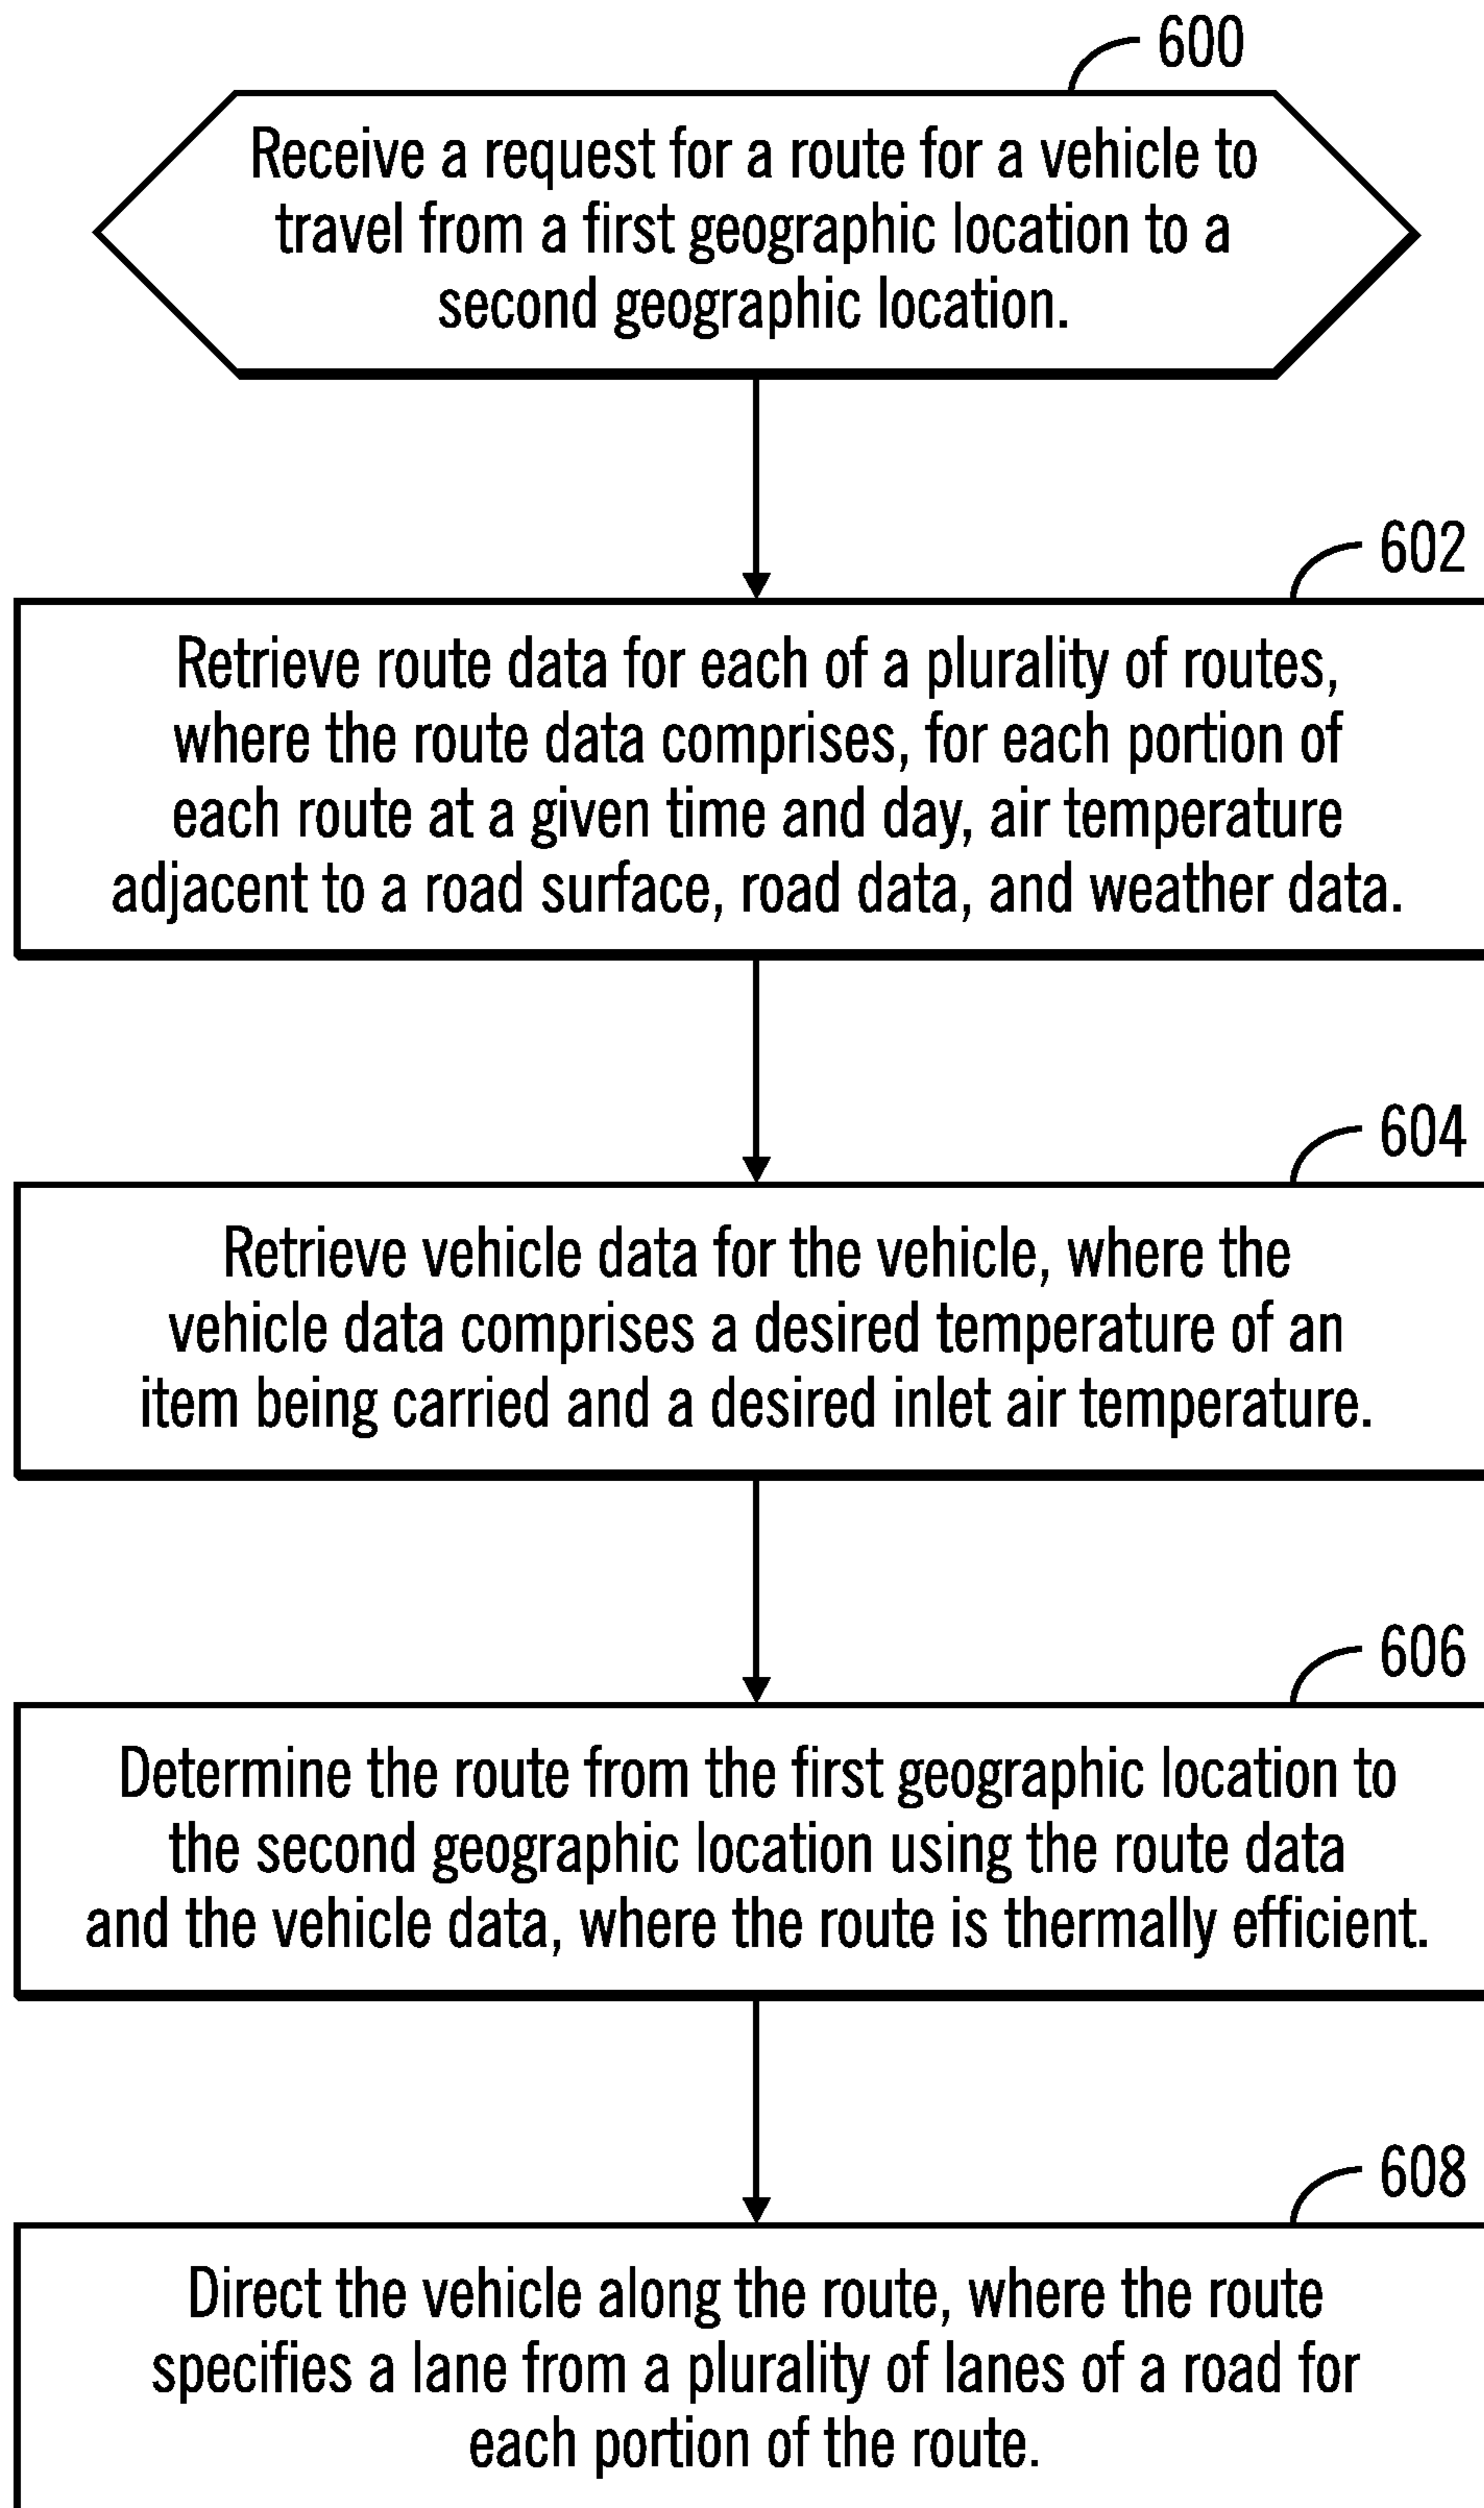 600
Receive a request for a route for a vehicle to
travel from a first geographic location to a
second geographic location.
602
Retrieve route data for each of a plurality of routes,
where the route data comprises, for each portion of
each route at a given time and day, air temperature
adjacent to a road surface, road data, and weather data.
604
Retrieve vehicle data for the vehicle, where the
vehicle data comprises a desired temperature of an
item being carried and a desired inlet air temperature.
606
Determine the route from the first geographic location to
the second geographic location using the route data
and the vehicle data, where the route is thermally efficient.
608
Direct the vehicle along the route, where the route
specifies a lane from a plurality of lanes of a road for
each portion of the route.